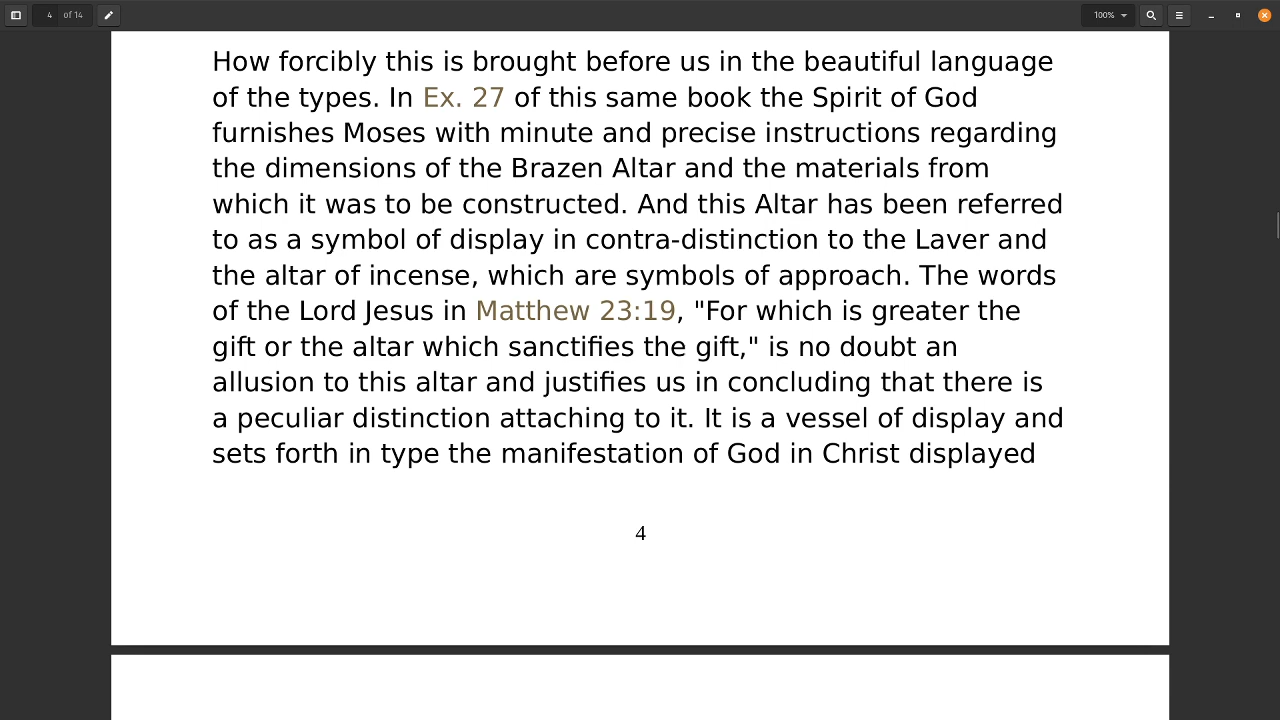 4 of 14
100%
How forcibly this is brought before us in the beautiful language
of the types. In Ex. 27 of this same book the Spirit of God
furnishes Moses with minute and precise instructions regarding
the dimensions of the Brazen Altar and the materials from
which it was to be constructed. And this Altar has been referred
to as a symbol of display in contra-distinction to the Laver and
the altar of incense, which are symbols of approach. The words
of the Lord Jesus in Matthew 23:19, "For which is greater the
gift or the altar which sanctifies the gift," is no doubt an
allusion to this altar and justifies us in concluding that there is
a peculiar distinction attaching to it. It is a vessel of display and
sets forth in type the manifestation of God in Christ displayed
4